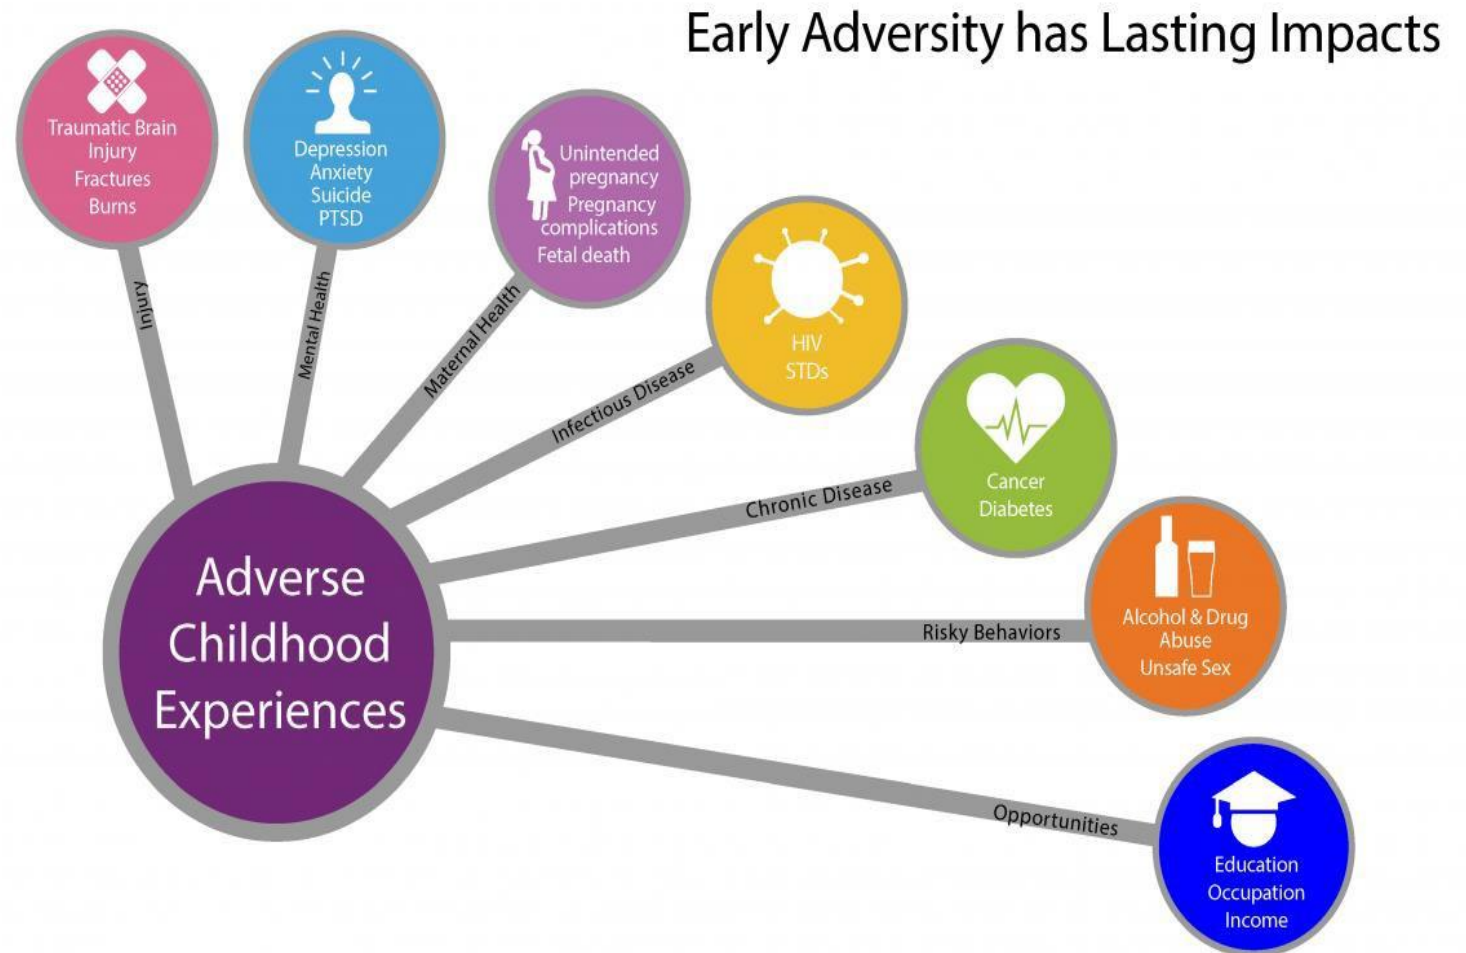 Early Adversity has Lasting Impacts
Traumatic Brain
Injury
Fractures
Burns
Injury
Depression
Anxiety
Suicide
PTSD
Mental Health
Unintended
pregnancy
Pregnancy
complications
Fetal death
Maternal Health
HIV
STDs
Infectious Disease
Cancer
Diabetes
Chronic Disease
Alcohol & Drug
Abuse
Unsafe Sex
Risky Behaviors
Education
Occupation
Income
Opportunities
Adverse
Childhood
Experiences